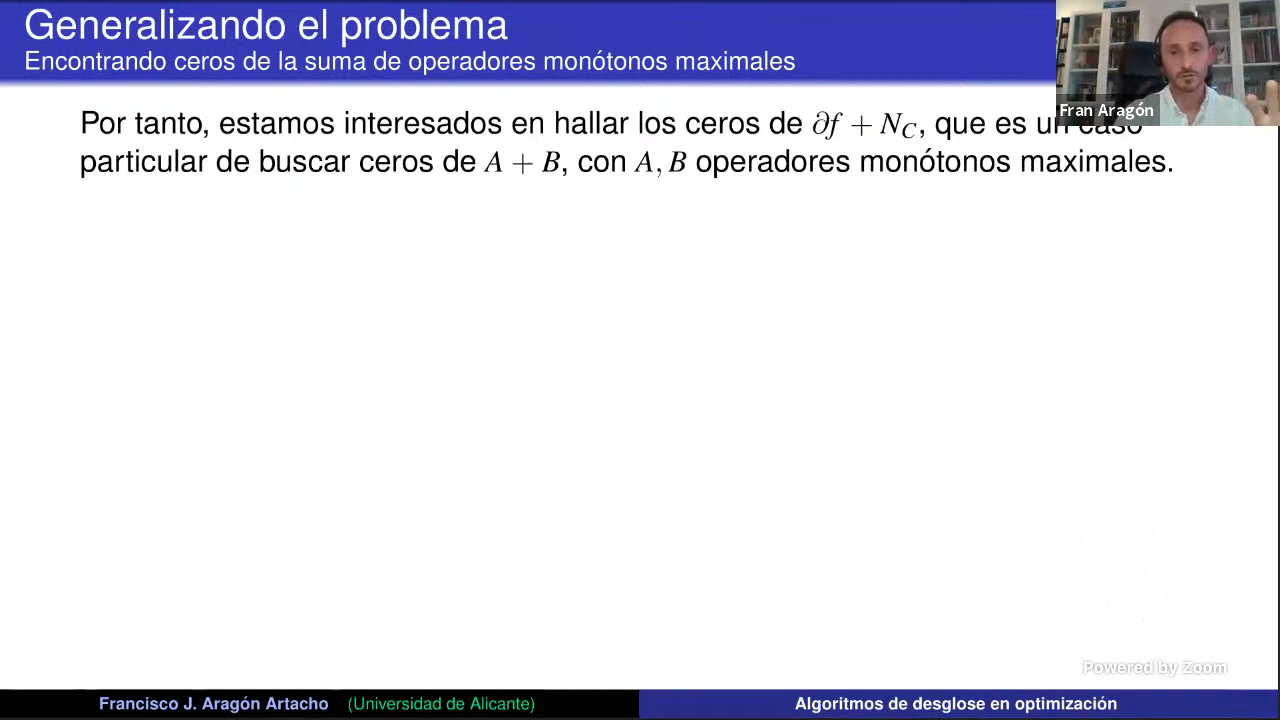 Generalizando el problema
Encontrando ceros de la suma de operadores monótonos maximales
Fran Aragón
Por tanto, estamos interesados en hallar los ceros de ∂f + N_C, que es un caso
particular de buscar ceros de A + B, con A, B operadores monótonos maximales.
Powered by Zoom
Francisco J. Aragón Artacho (Universidad de Alicante)
Algoritmos de desglose en optimización